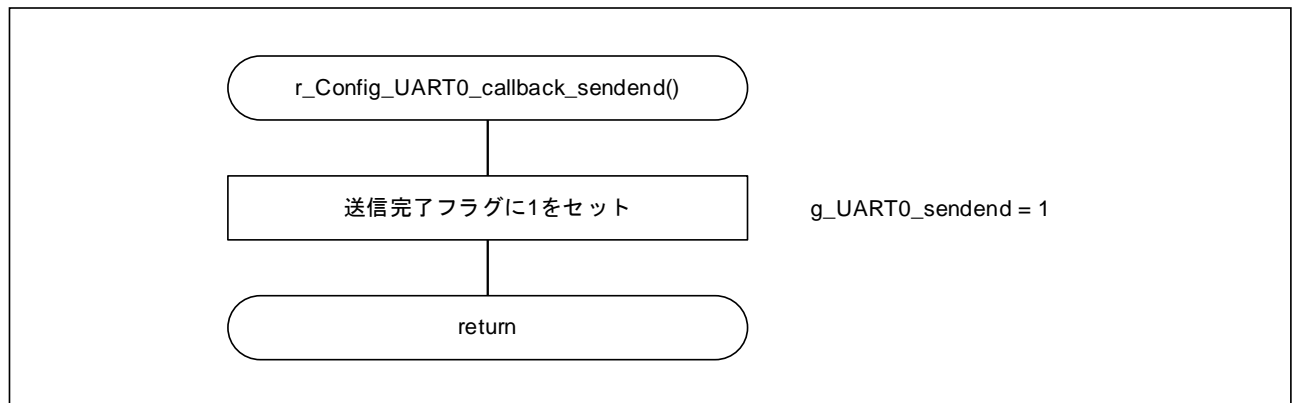 r_Config_UART0_callback_sendend()
送信完了フラグに1をセット
g_UART0_sendend = 1
return